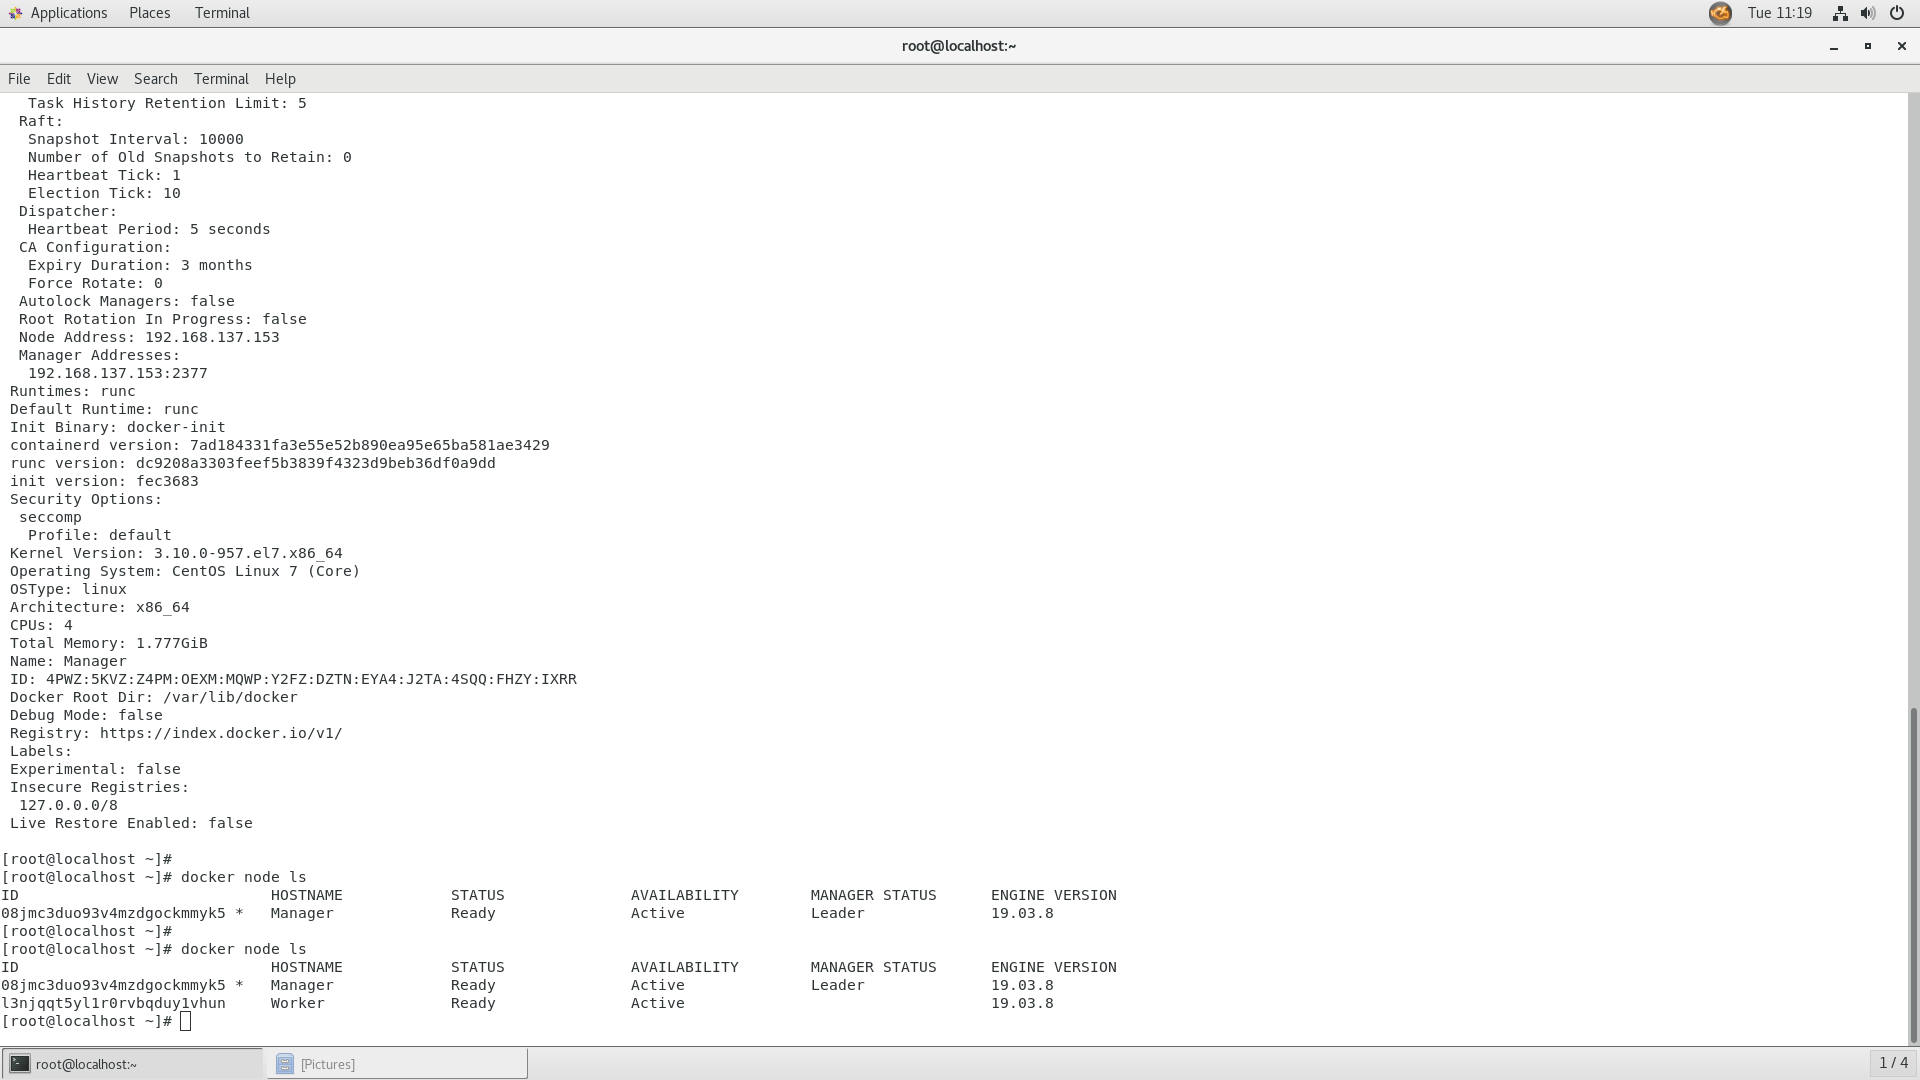 Applications Places Terminal Tue 11:19
root@localhost:~
File Edit View Search Terminal Help
Task History Retention Limit: 5
Raft:
Snapshot Interval: 10000
Number of Old Snapshots to Retain: 0
Heartbeat Tick: 1
Election Tick: 10
Dispatcher:
Heartbeat Period: 5 seconds
CA Configuration:
Expiry Duration: 3 months
Force Rotate: 0
Autolock Managers: false
Root Rotation In Progress: false
Node Address: 192.168.137.153
Manager Addresses:
192.168.137.153:2377
Runtimes: runc
Default Runtime: runc
Init Binary: docker-init
containerd version: 7ad184331fa3e55e52b890ea95e65ba581ae3429
runc version: dc9208a3303feef5b3839f4323d9beb36df0a9dd
init version: fec3683
Security Options:
seccomp
Profile: default
Kernel Version: 3.10.0-957.el7.x86_64
Operating System: CentOS Linux 7 (Core)
OSType: linux
Architecture: x86_64
CPUs: 4
Total Memory: 1.777GiB
Name: Manager
ID: 4PWZ:5KVZ:Z4PM:OEXM:MQWP:Y2FZ:DZTN:EYA4:J2TA:4SQQ:FHZY:IXRR
Docker Root Dir: /var/lib/docker
Debug Mode: false
Registry: https://index.docker.io/v1/
Labels:
Experimental: false
Insecure Registries:
127.0.0.0/8
Live Restore Enabled: false
[root@localhost ~]#
[root@localhost ~]# docker node ls
ID HOSTNAME STATUS AVAILABILITY MANAGER STATUS ENGINE VERSION
08jmc3duo93v4mzdgockmmyk5 * Manager Ready Active Leader 19.03.8
[root@localhost ~]#
[root@localhost ~]# docker node ls
ID HOSTNAME STATUS AVAILABILITY MANAGER STATUS ENGINE VERSION
08jmc3duo93v4mzdgockmmyk5 * Manager Ready Active Leader 19.03.8
l3njqqt5yl1r0rvbqduy1vhun Worker Ready Active 19.03.8
[root@localhost ~]#
root@localhost:~ [Pictures] 1 / 4